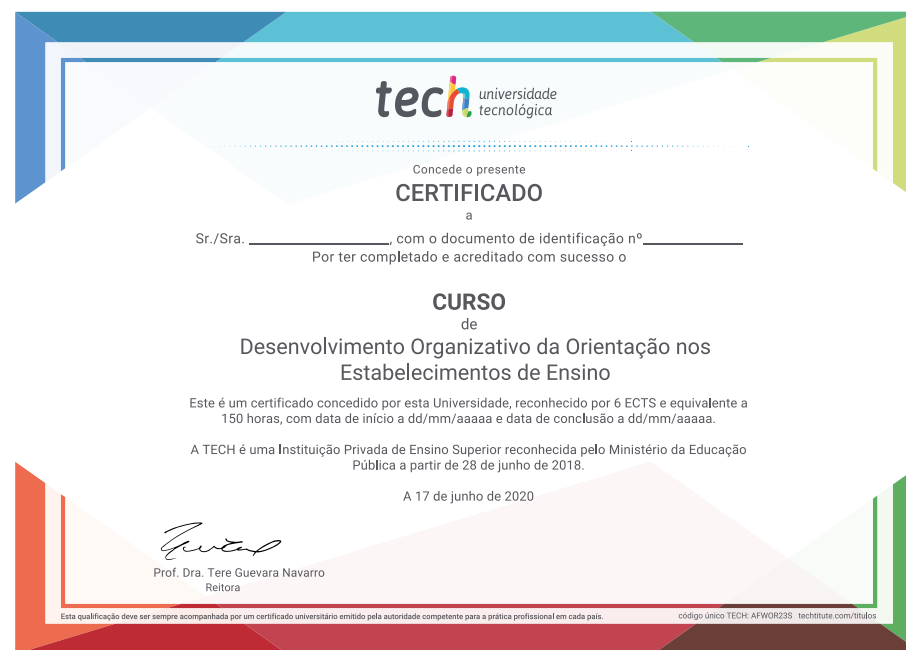 tech universidade
tecnológica
Concede o presente
CERTIFICADO
a
Sr./Sra. ____________________, com o documento de identificação nº______________
Por ter completado e acreditado com sucesso o
CURSO
de
Desenvolvimento Organizativo da Orientação nos
Estabelecimentos de Ensino
Este é um certificado concedido por esta Universidade, reconhecido por 6 ECTS e equivalente a
150 horas, com data de início a dd/mm/aaaaa e data de conclusão a dd/mm/aaaaa.
A TECH é uma Instituição Privada de Ensino Superior reconhecida pelo Ministério da Educação
Pública a partir de 28 de junho de 2018.
A 17 de junho de 2020
Prof. Dra. Tere Guevara Navarro
Reitora
Esta qualificação deve ser sempre acompanhada por um certificado universitário emitido pela autoridade competente para a prática profissional em cada país. código único TECH: AFWOR23S techtitute.com/titulos